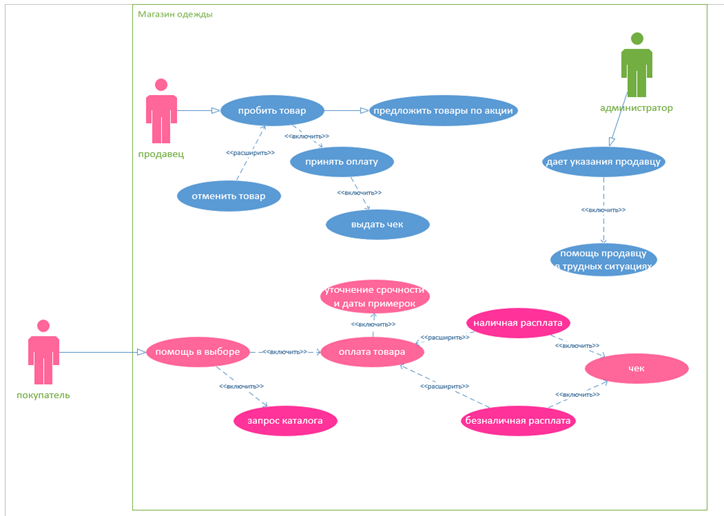 Магазин одежды
администратор
продавец
пробить товар
предложить товары по акции
<<включить>>
<<расширить>>
принять оплату
дает указания продавцу
<<включить>>
отменить товар
<<включить>>
выдать чек
помощь продавцу
в трудных ситуациях
уточнение срочности
и даты примерок
<<включить>>
наличная расплата
<<расширить>>
покупатель
помощь в выборе
<<включить>>
оплата товара
<<включить>>
чек
<<включить>>
<<расширить>>
<<включить>>
запрос каталога
безналичная расплата